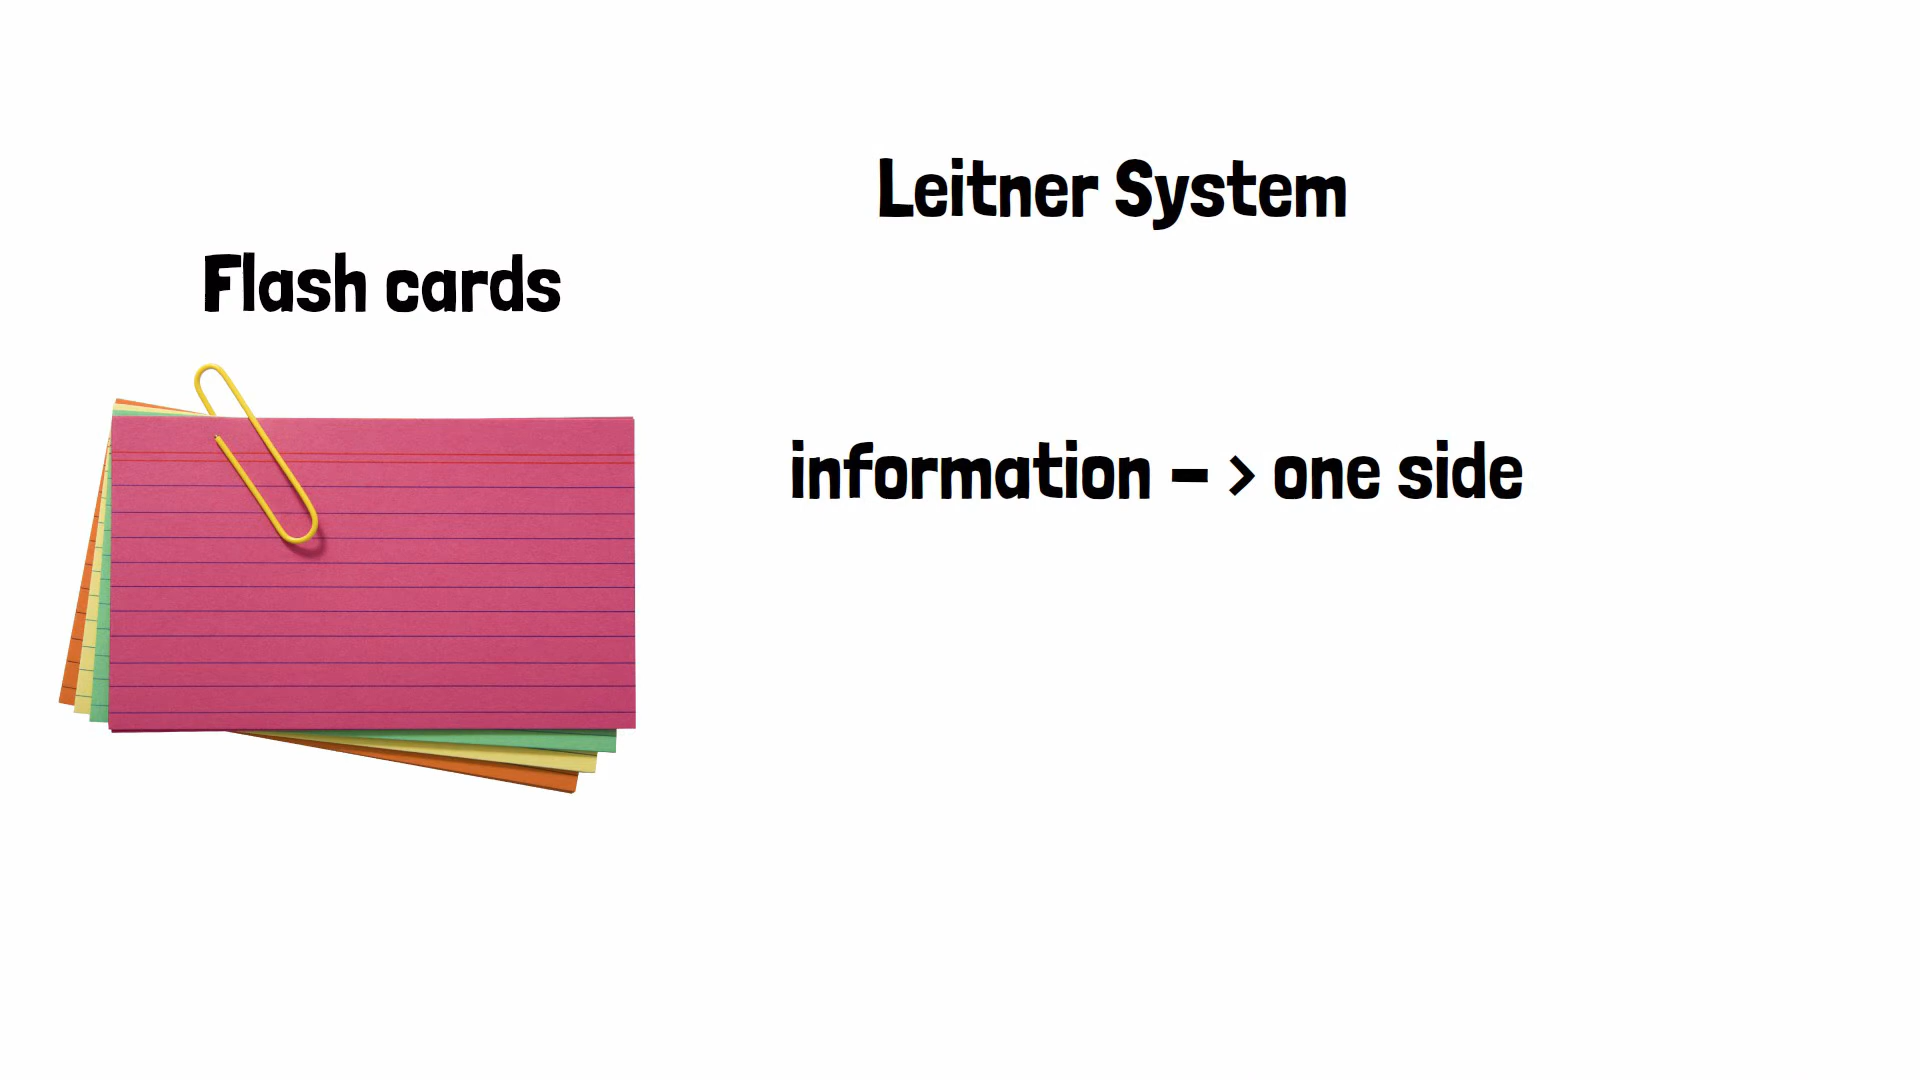 Leitner System
Flash cards
information - > one side